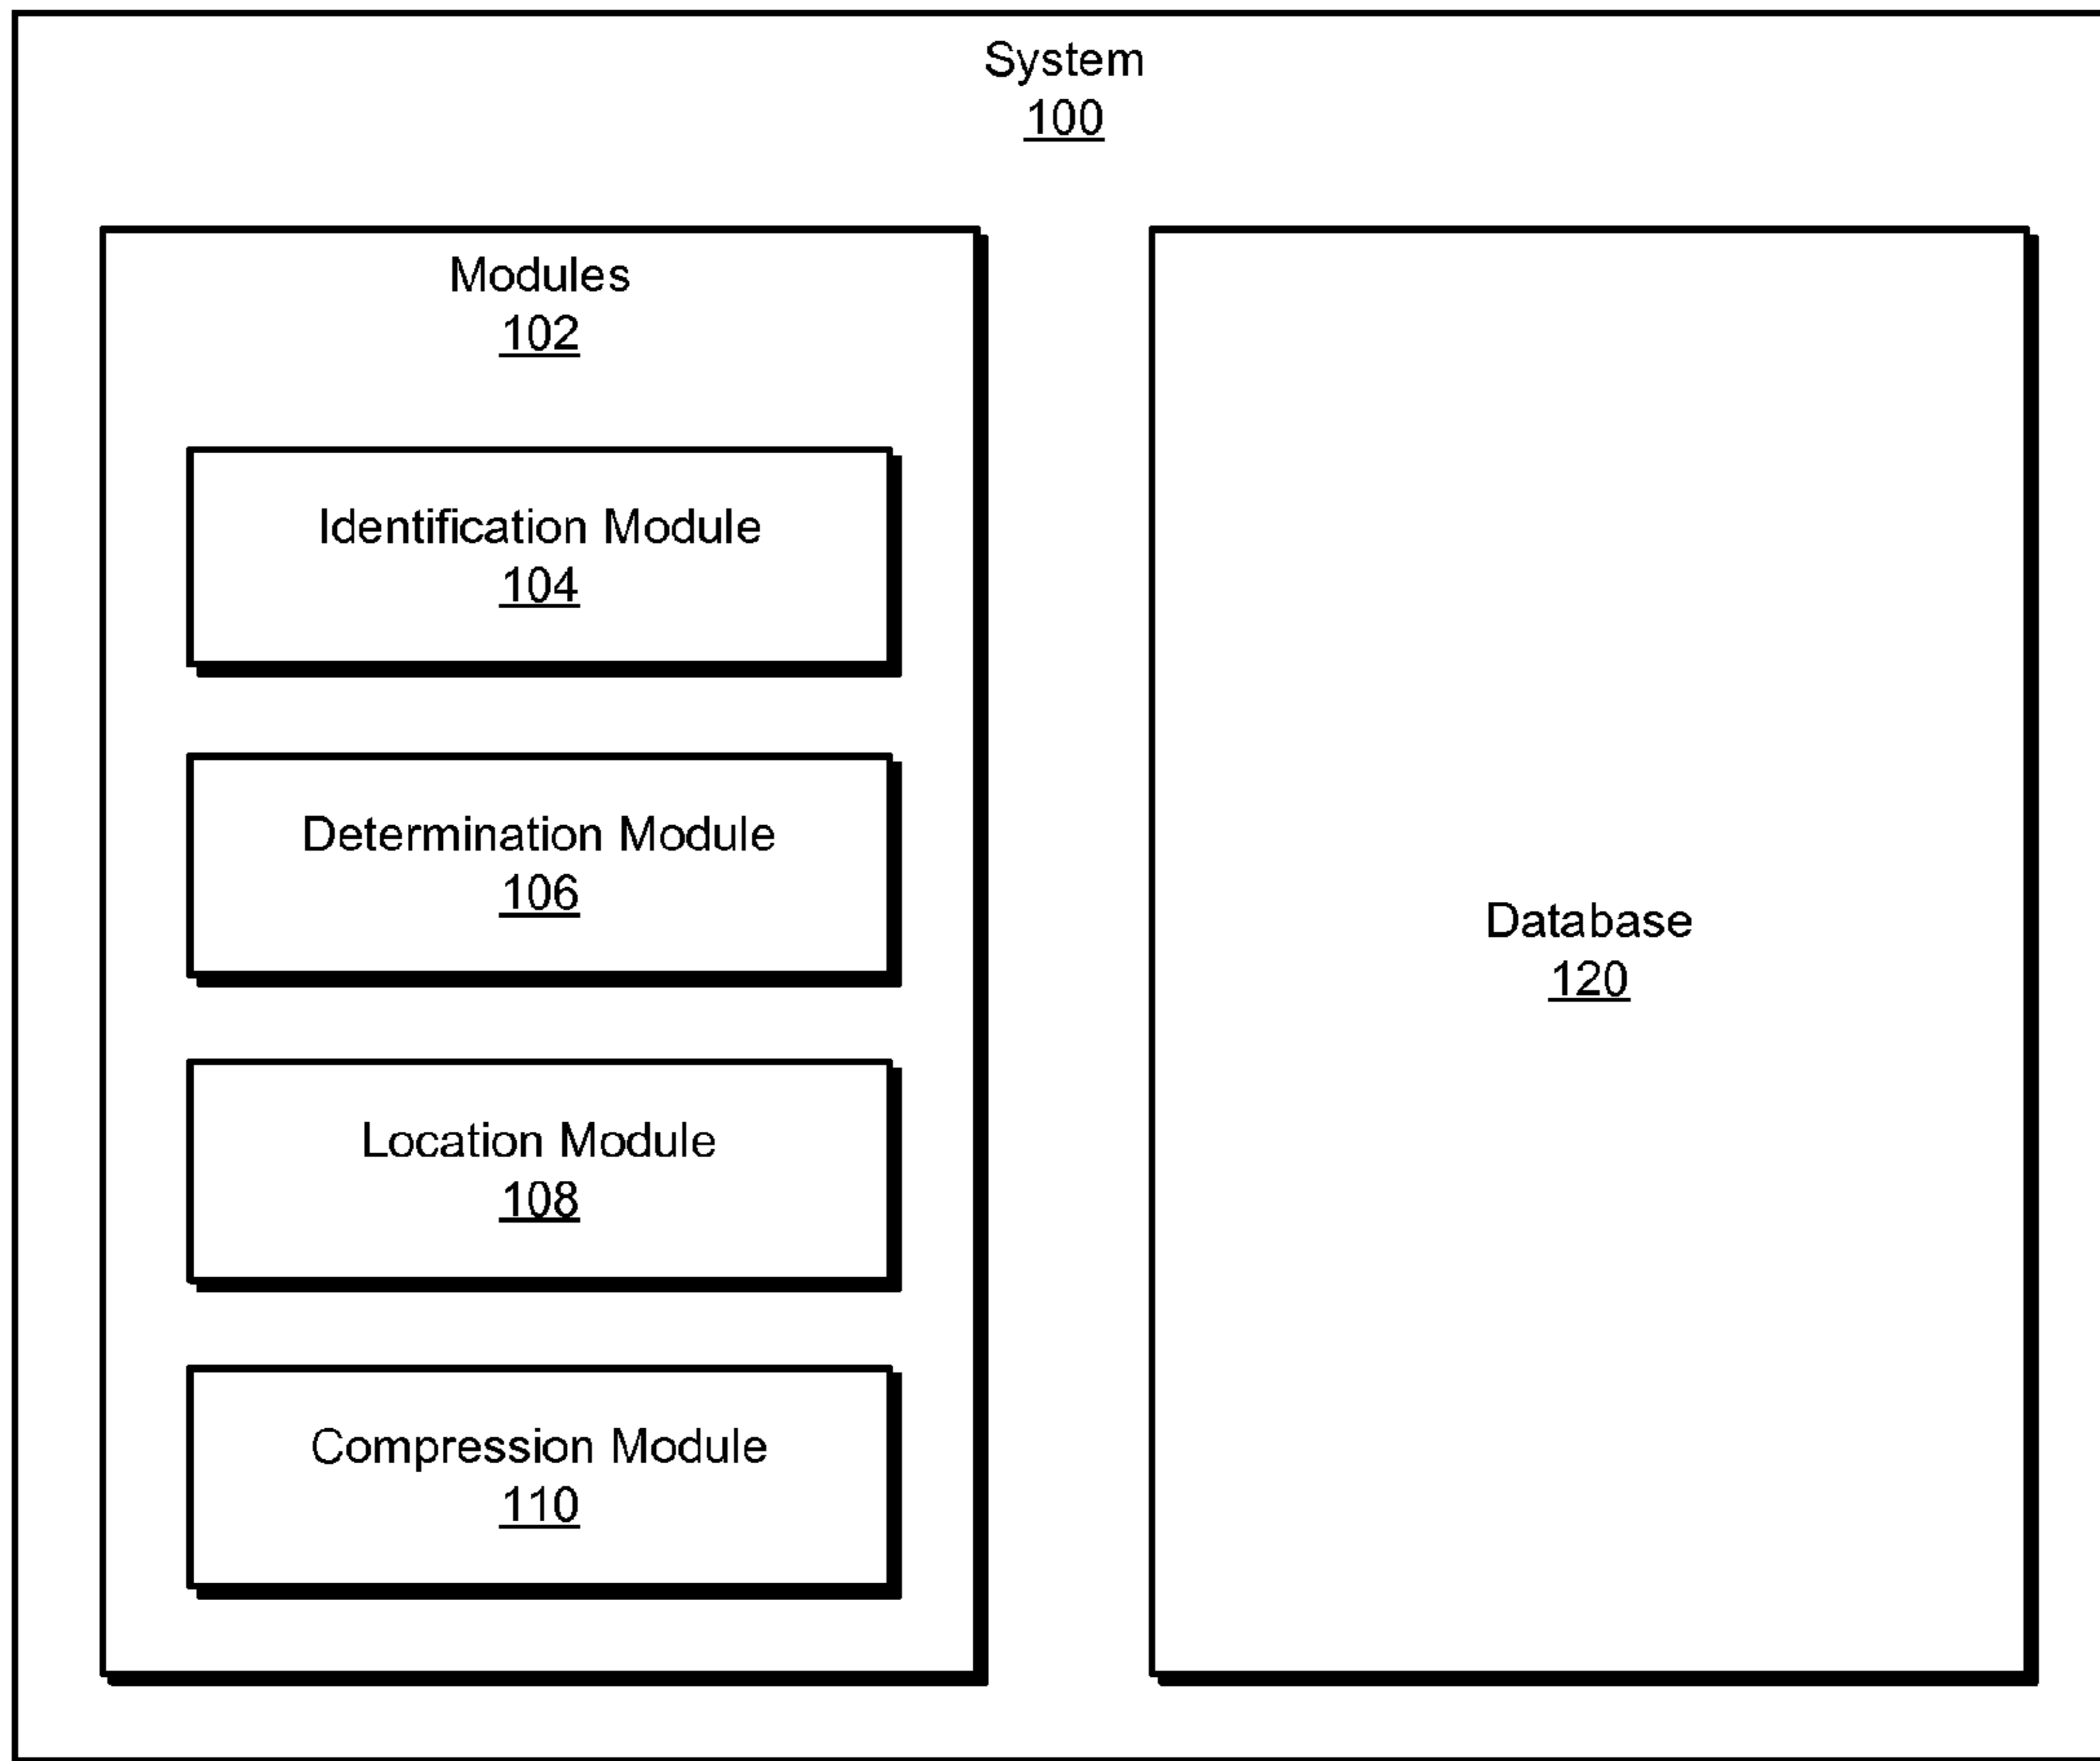 System
100
Modules
102
Identification Module
104
Determination Module
106
Location Module
108
Compression Module
110
Database
120